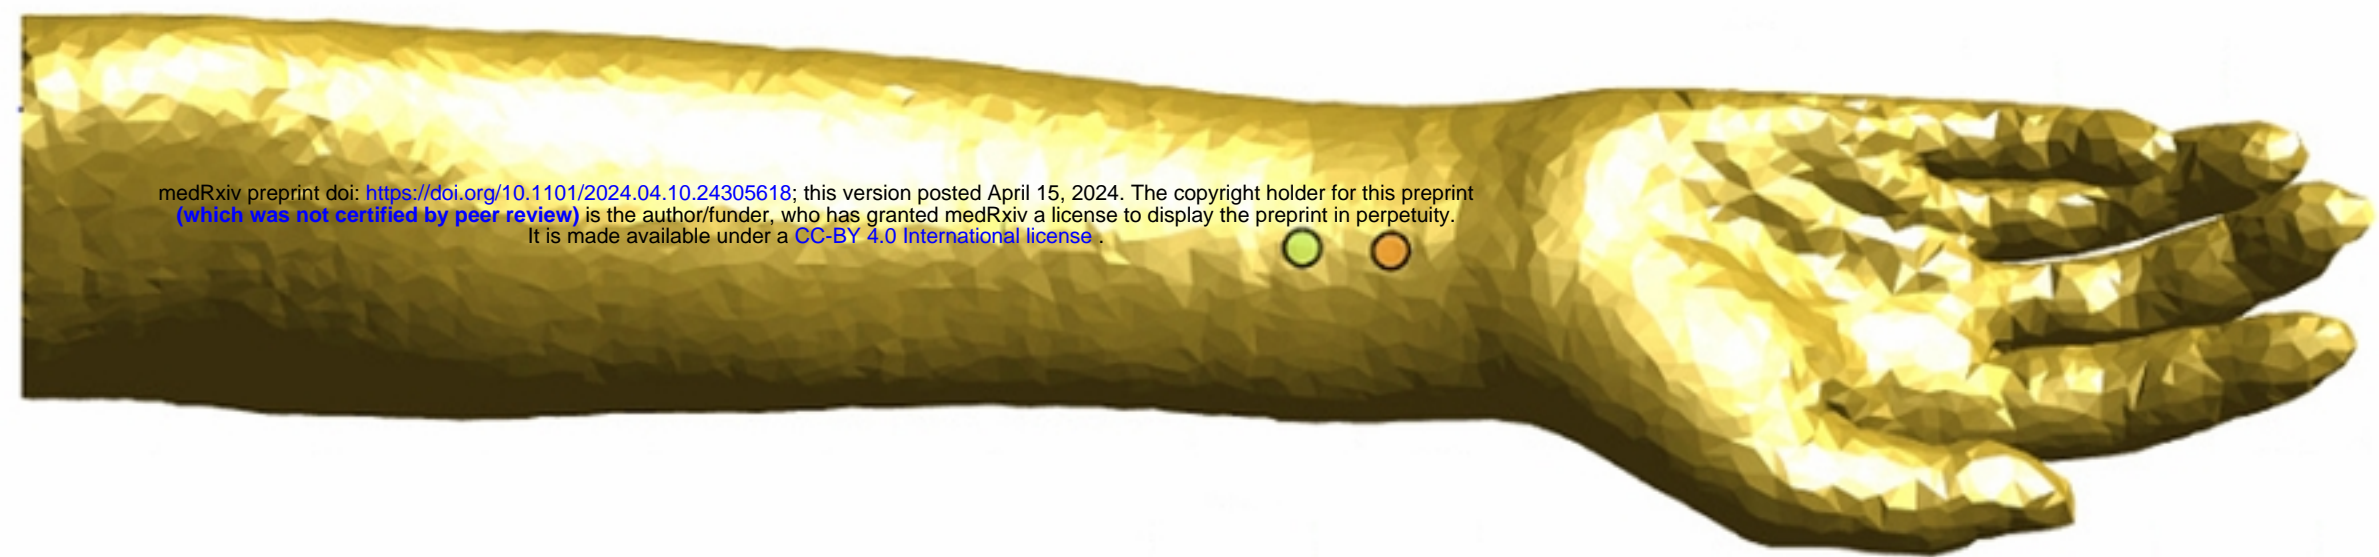 medRxiv preprint doi: https://doi.org/10.1101/2024.04.10.24305618; this version posted April 15, 2024. The copyright holder for this preprint
(which was not certified by peer review) is the author/funder, who has granted medRxiv a license to display the preprint in perpetuity.
It is made available under a CC-BY 4.0 International license .